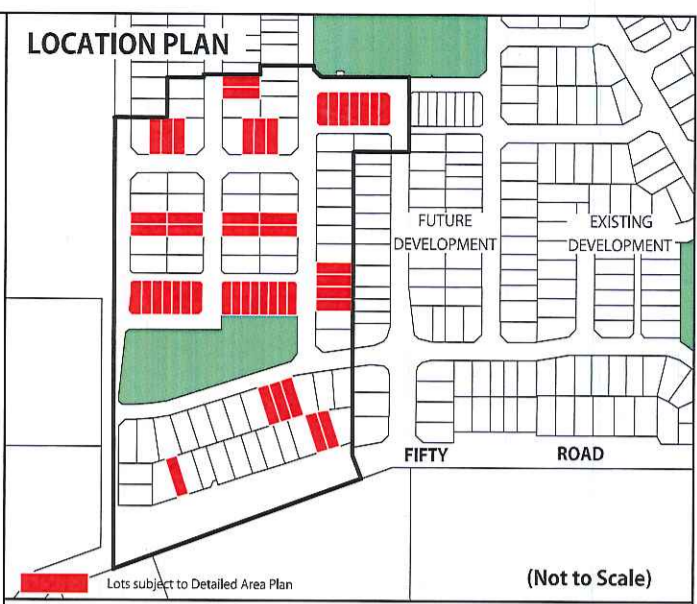 LOCATION PLAN
FUTURE
DEVELOPMENT
EXISTING
DEVELOPMENT
FIFTY ROAD
Lots subject to Detailed Area Plan
(Not to Scale)